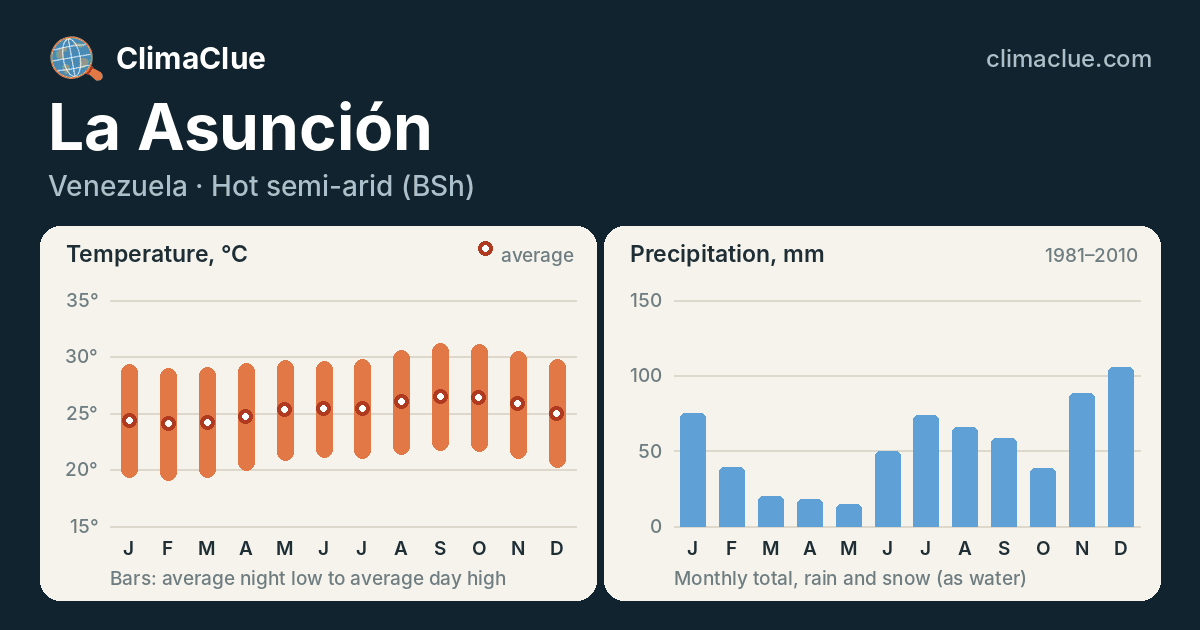 ClimaClue
climaclue.com
La Asunción
Venezuela · Hot semi-arid (BSh)
Temperature, °C
average
35°
30°
25°
20°
15°
J F M A M J J A S O N D
Bars: average night low to average day high
Precipitation, mm
1981–2010
150
100
50
0
J F M A M J J A S O N D
Monthly total, rain and snow (as water)